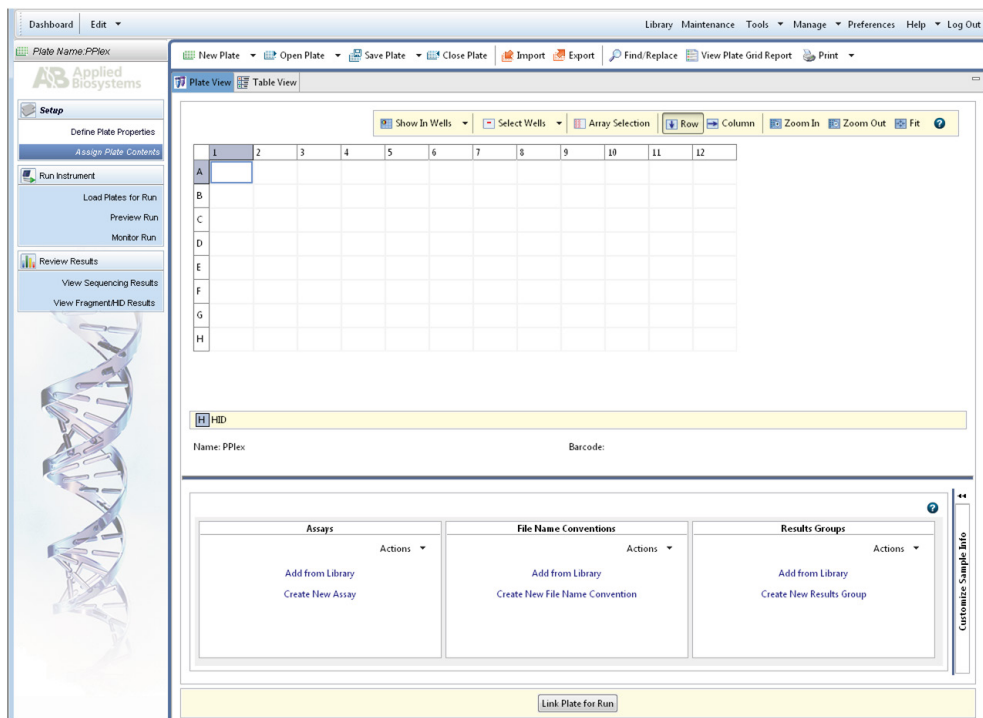 Dashboard Edit Library Maintenance Tools Manage Preferences Help Log Out
Plate Name:PPlex
New Plate Open Plate Save Plate Close Plate Import Export Find/Replace View Plate Grid Report Print
AB Applied
Biosystems
Plate View Table View
Setup
Define Plate Properties
Assign Plate Contents
Run Instrument
Load Plates for Run
Preview Run
Monitor Run
Review Results
View Sequencing Results
View Fragment/HID Results
Show In Wells Select Wells Array Selection Row Column Zoom In Zoom Out Fit ?
1 2 3 4 5 6 7 8 9 10 11 12
A
B
C
D
E
F
G
H
H HID
Name: PPlex Barcode:
?
Assays File Name Conventions Results Groups
Actions Actions Actions
Add from Library Add from Library Add from Library
Create New Assay Create New File Name Convention Create New Results Group
Customize Sample Info
Link Plate for Run